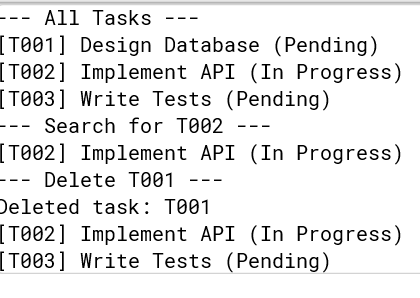 --- All Tasks ---
[T001] Design Database (Pending)
[T002] Implement API (In Progress)
[T003] Write Tests (Pending)
--- Search for T002 ---
[T002] Implement API (In Progress)
--- Delete T001 ---
Deleted task: T001
[T002] Implement API (In Progress)
[T003] Write Tests (Pending)